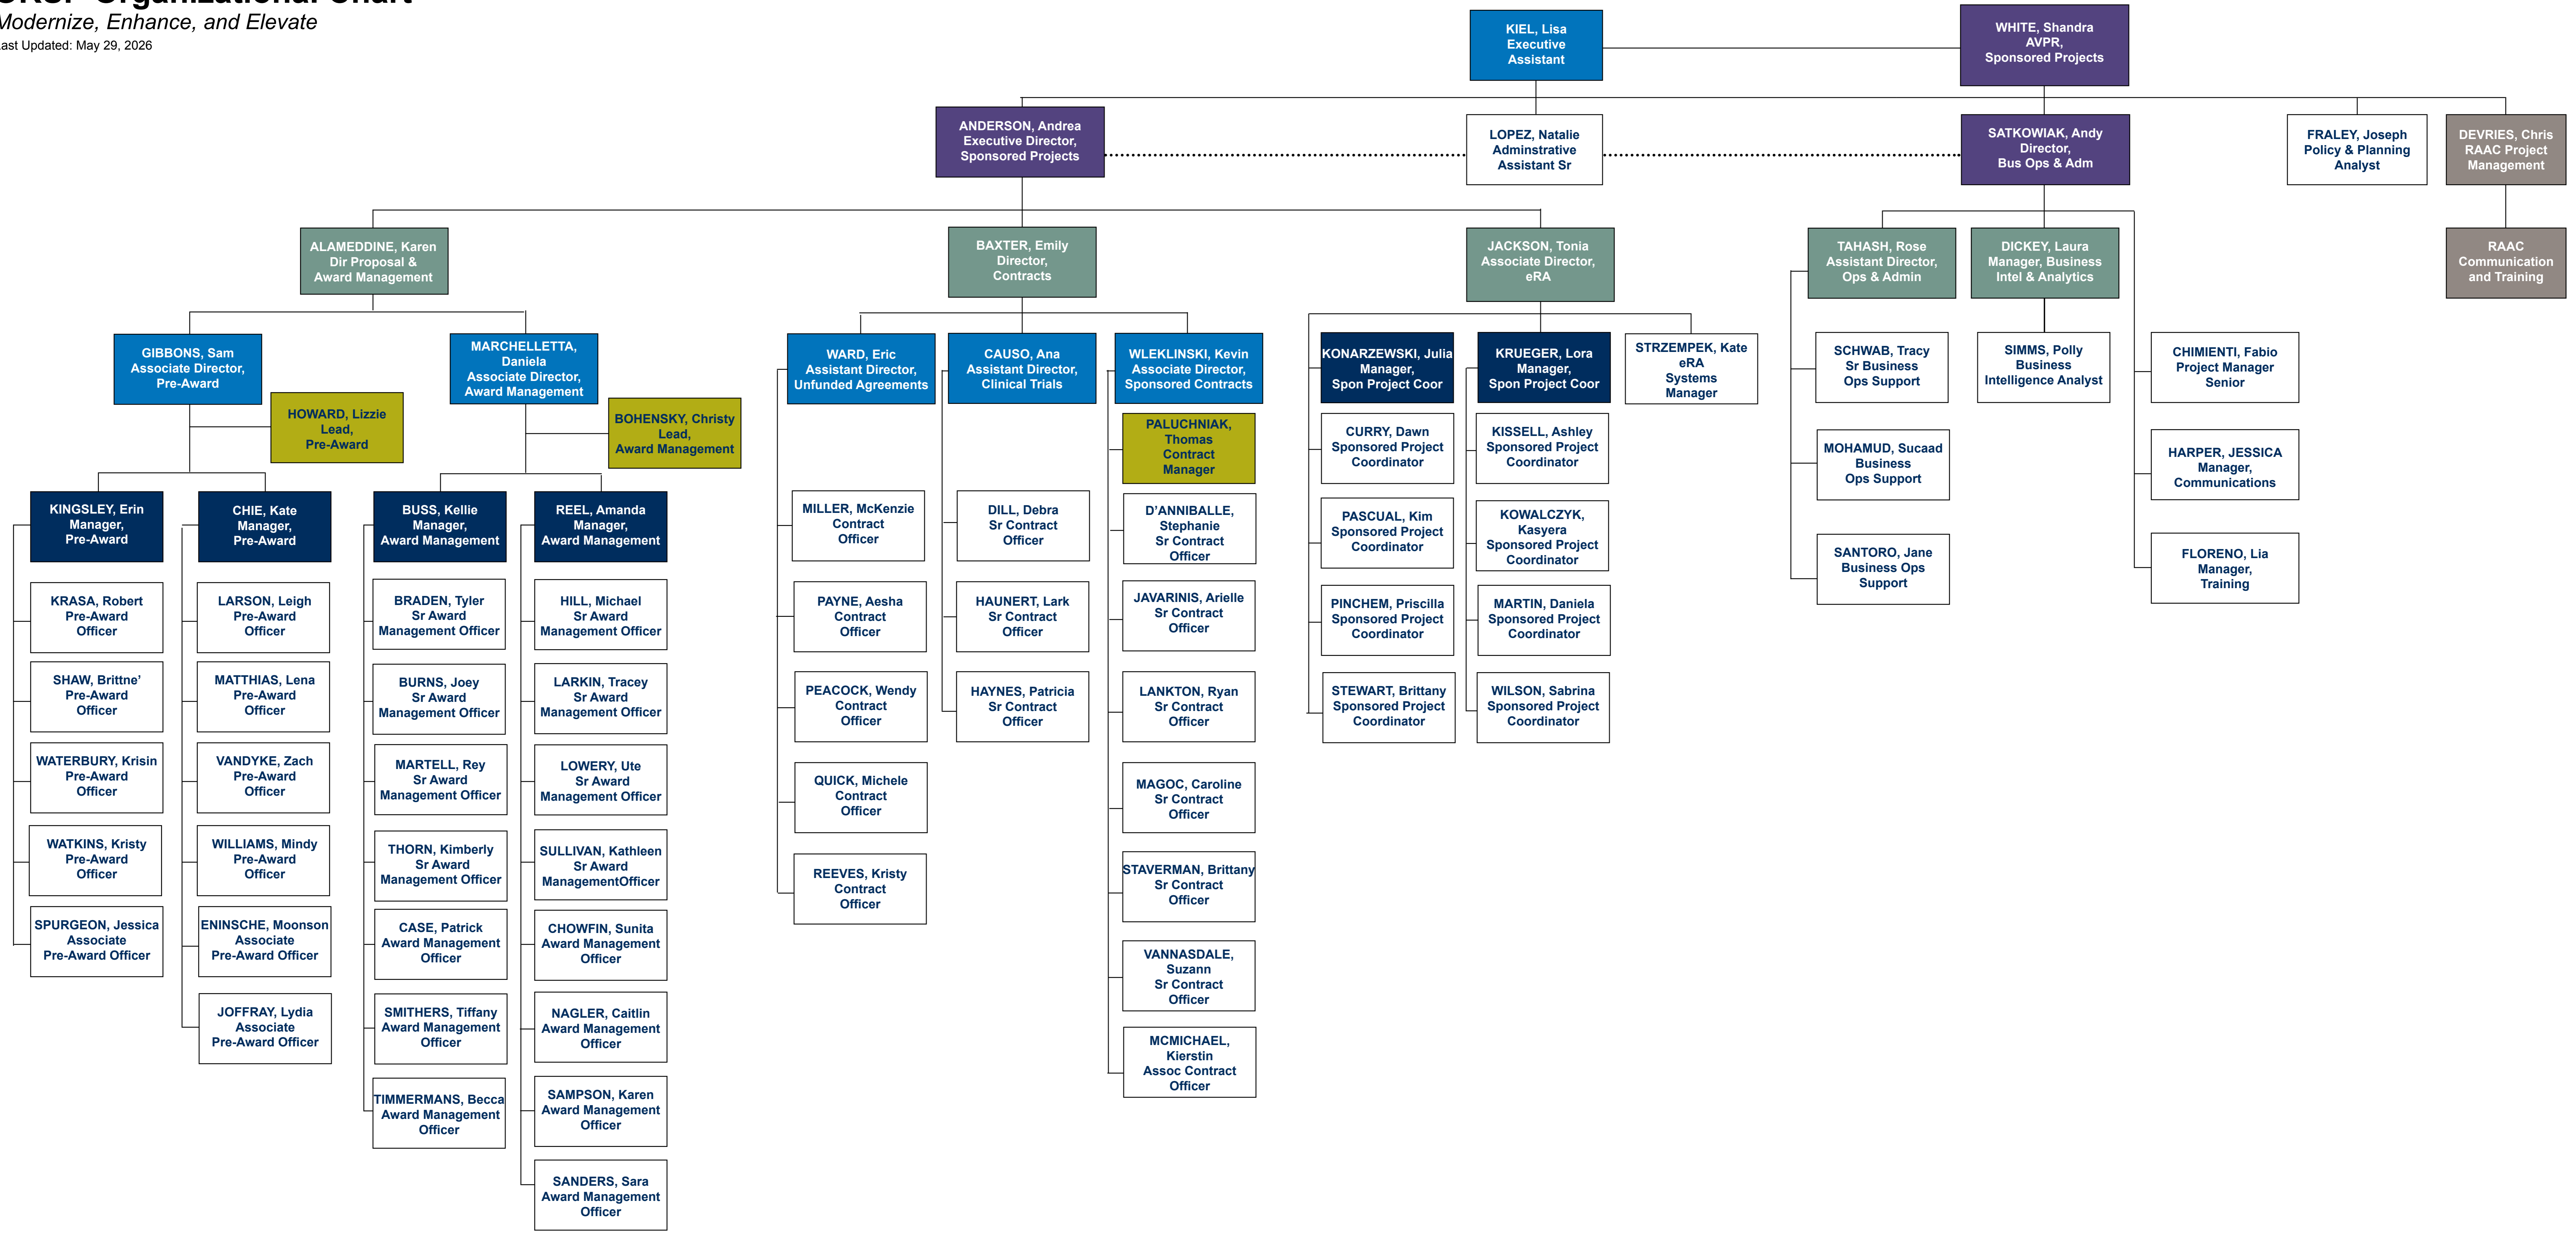 Modernize, Enhance, and Elevate
Last Updated: May 29, 2026
KIEL, Lisa
Executive
Assistant
WHITE, Shandra
AVPR,
Sponsored Projects
ANDERSON, Andrea
Executive Director,
Sponsored Projects
LOPEZ, Natalie
Adminstrative
Assistant Sr
SATKOWIAK, Andy
Director,
Bus Ops & Adm
FRALEY, Joseph
Policy & Planning
Analyst
DEVRIES, Chris
RAAC Project
Management
ALAMEDDINE, Karen
Dir Proposal &
Award Management
BAXTER, Emily
Director,
Contracts
JACKSON, Tonia
Associate Director,
eRA
TAHASH, Rose
Assistant Director,
Ops & Admin
DICKEY, Laura
Manager, Business
Intel & Analytics
RAAC
Communication
and Training
GIBBONS, Sam
Associate Director,
Pre-Award
HOWARD, Lizzie
Lead,
Pre-Award
MARCHELLETTA,
Daniela
Associate Director,
Award Management
BOHENSKY, Christy
Lead,
Award Management
KINGSLEY, Erin
Manager,
Pre-Award
KRASA, Robert
Pre-Award
Officer
SHAW, Brittne’
Pre-Award
Officer
WATERBURY, Krisin
Pre-Award
Officer
WATKINS, Kristy
Pre-Award
Officer
SPURGEON, Jessica
Associate
Pre-Award Officer
CHIE, Kate
Manager,
Pre-Award
LARSON, Leigh
Pre-Award
Officer
MATTHIAS, Lena
Pre-Award
Officer
VANDYKE, Zach
Pre-Award
Officer
WILLIAMS, Mindy
Pre-Award
Officer
ENINSCHE, Moonson
Associate
Pre-Award Officer
JOFFRAY, Lydia
Associate
Pre-Award Officer
BUSS, Kellie
Manager,
Award Management
BRADEN, Tyler
Sr Award
Management Officer
BURNS, Joey
Sr Award
Management Officer
MARTELL, Rey
Sr Award
Management Officer
THORN, Kimberly
Sr Award
Management Officer
CASE, Patrick
Award Management
Officer
SMITHERS, Tiffany
Award Management
Officer
TIMMERMANS, Becca
Award Management
Officer
REEL, Amanda
Manager,
Award Management
HILL, Michael
Sr Award
Management Officer
LARKIN, Tracey
Sr Award
Management Officer
LOWERY, Ute
Sr Award
Management Officer
SULLIVAN, Kathleen
Sr Award
ManagementOfficer
CHOWFIN, Sunita
Award Management
Officer
NAGLER, Caitlin
Award Management
Officer
SAMPSON, Karen
Award Management
Officer
SANDERS, Sara
Award Management
Officer
WARD, Eric
Assistant Director,
Unfunded Agreements
MILLER, McKenzie
Contract
Officer
PAYNE, Aesha
Contract
Officer
PEACOCK, Wendy
Contract
Officer
QUICK, Michele
Contract
Officer
REEVES, Kristy
Contract
Officer
CAUSO, Ana
Assistant Director,
Clinical Trials
DILL, Debra
Sr Contract
Officer
HAUNERT, Lark
Sr Contract
Officer
HAYNES, Patricia
Sr Contract
Officer
WLEKLINSKI, Kevin
Associate Director,
Sponsored Contracts
PALUCHNIAK,
Thomas
Contract
Manager
D’ANNIBALLE,
Stephanie
Sr Contract
Officer
JAVARINIS, Arielle
Sr Contract
Officer
LANKTON, Ryan
Sr Contract
Officer
MAGOC, Caroline
Sr Contract
Officer
STAVERMAN, Brittany
Sr Contract
Officer
VANNASDALE,
Suzann
Sr Contract
Officer
MCMICHAEL,
Kierstin
Assoc Contract
Officer
KONARZEWSKI, Julia
Manager,
Spon Project Coor
CURRY, Dawn
Sponsored Project
Coordinator
PASCUAL, Kim
Sponsored Project
Coordinator
PINCHEM, Priscilla
Sponsored Project
Coordinator
STEWART, Brittany
Sponsored Project
Coordinator
KRUEGER, Lora
Manager,
Spon Project Coor
KISSELL, Ashley
Sponsored Project
Coordinator
KOWALCZYK,
Kasyera
Sponsored Project
Coordinator
MARTIN, Daniela
Sponsored Project
Coordinator
WILSON, Sabrina
Sponsored Project
Coordinator
STRZEMPEK, Kate
eRA
Systems
Manager
SCHWAB, Tracy
Sr Business
Ops Support
MOHAMUD, Sucaad
Business
Ops Support
SANTORO, Jane
Business Ops
Support
SIMMS, Polly
Business
Intelligence Analyst
CHIMIENTI, Fabio
Project Manager
Senior
HARPER, JESSICA
Manager,
Communications
FLORENO, Lia
Manager,
Training